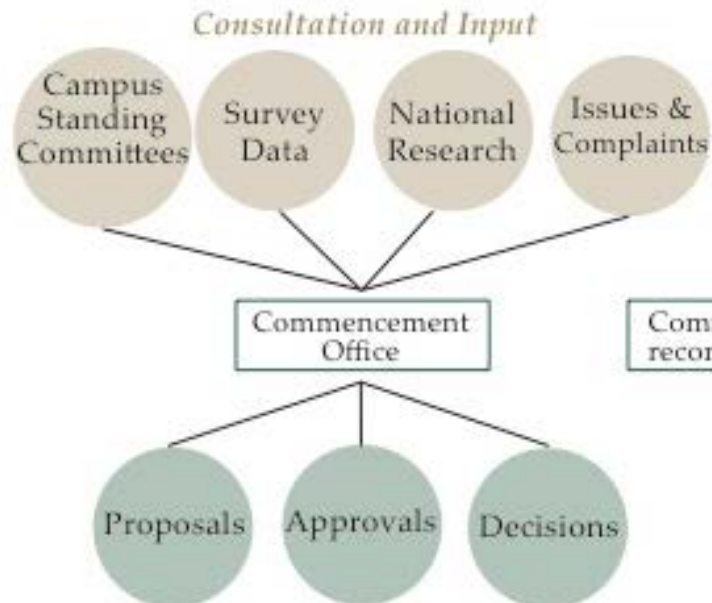 Consultation and Input
Campus
Standing
Committees
Survey
Data
National
Research
Issues &
Complaints
Commencement
Office
Proposals
Approvals
Decisions